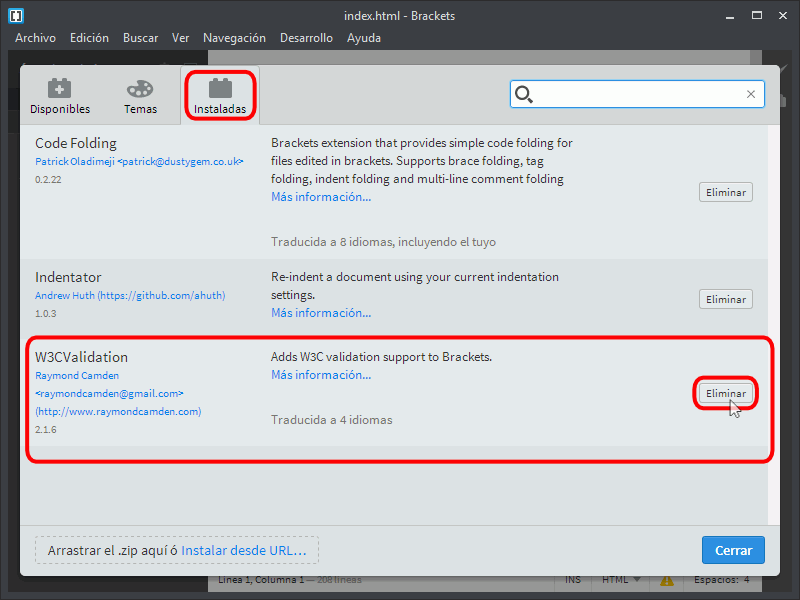 index.html - Brackets
Archivo Edición Buscar Ver Navegación Desarrollo Ayuda
Disponibles Temas Instaladas
Code Folding
Patrick Oladimeji <patrick@dustygem.co.uk>
0.2.22
Brackets extension that provides simple code folding for
files edited in brackets. Supports brace folding, tag
folding, indent folding and multi-line comment folding
Más información...
Traducida a 8 idiomas, incluyendo el tuyo
Eliminar
Indentator
Andrew Huth (https://github.com/ahuth)
1.0.3
Re-indent a document using your current indentation
settings.
Más información...
Eliminar
W3CValidation
Raymond Camden
<raymondcamden@gmail.com>
(http://www.raymondcamden.com)
2.1.6
Adds W3C validation support to Brackets.
Más información...
Traducida a 4 idiomas
Eliminar
Arrastrar el .zip aquí ó Instalar desde URL...
Cerrar
Línea 1, Columna 1 — 208 líneas INS HTML Espacios: 4